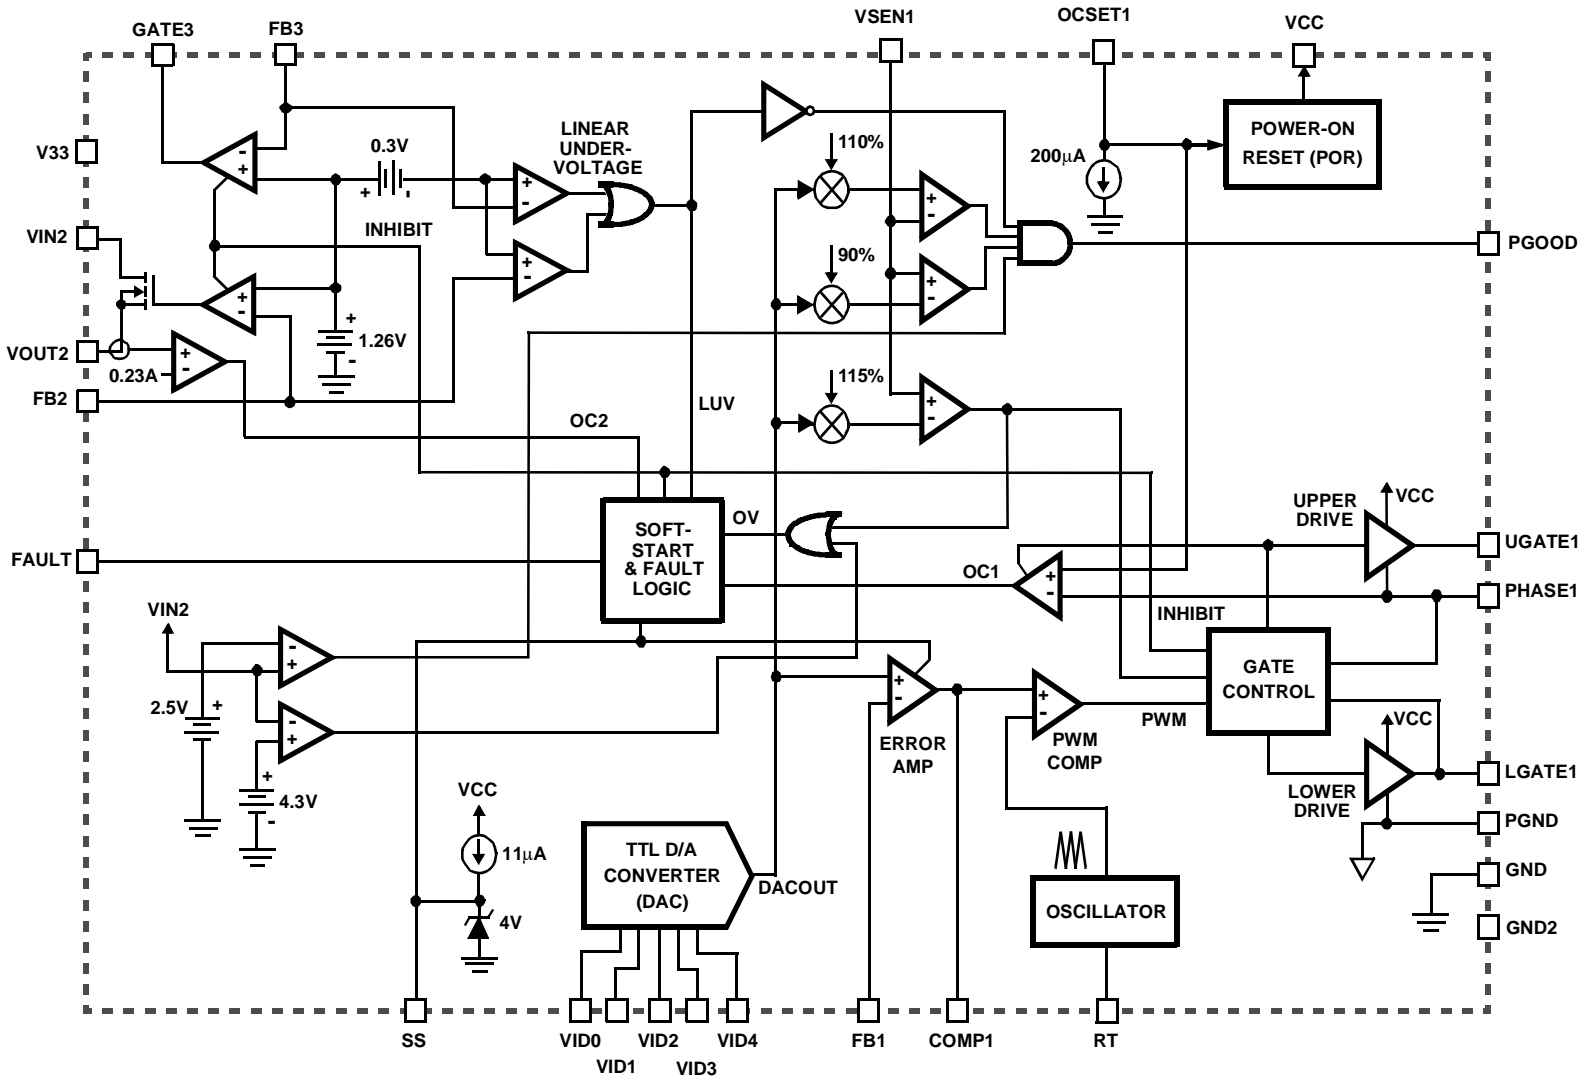 GATE3
FB3
VSEN1
OCSET1
VCC
V33
VIN2
VOUT2
FB2
FAULT
-
+
0.3V
+
-
LINEAR
UNDER-
VOLTAGE
+
-
INHIBIT
+
-
+
-
+
1.26V
-
+
-
0.23A
OC2
LUV
110%
+
-
90%
+
-
115%
+
-
200μA
POWER-ON
RESET (POR)
PGOOD
SOFT-
START
& FAULT
LOGIC
OV
OC1
+
-
INHIBIT
UPPER
DRIVE
VCC
UGATE1
PHASE1
GATE
CONTROL
VIN2
-
+
2.5V
+
-
+
+
4.3V
-
VCC
11μA
4V
TTL D/A
CONVERTER
(DAC)
DACOUT
+
-
ERROR
AMP
+
-
PWM
COMP
PWM
VCC
LOWER
DRIVE
LGATE1
PGND
GND
GND2
OSCILLATOR
SS
VID0
VID1
VID2
VID3
VID4
FB1
COMP1
RT